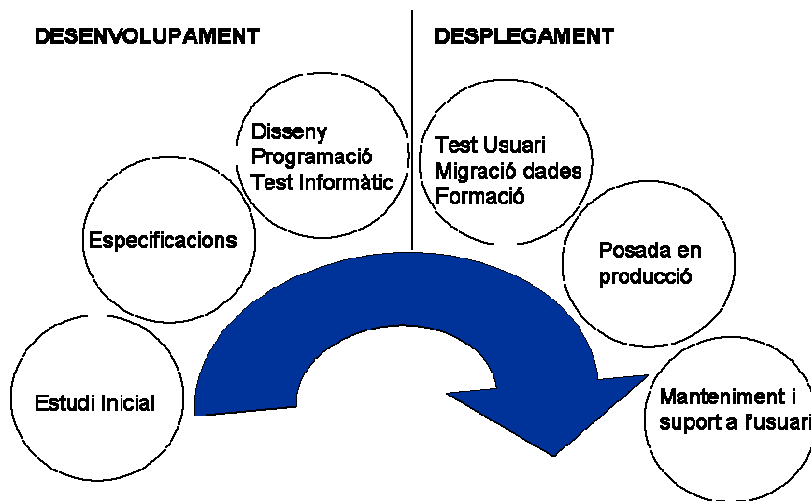 DESENVOLUPAMENT
DESPLEGAMENT
Disseny
Programació
Test Informàtic
Test Usuari
Migració dades
Formació
Especificacions
Posada en
producció
Estudi Inicial
Manteniment i
suport a l'usuari